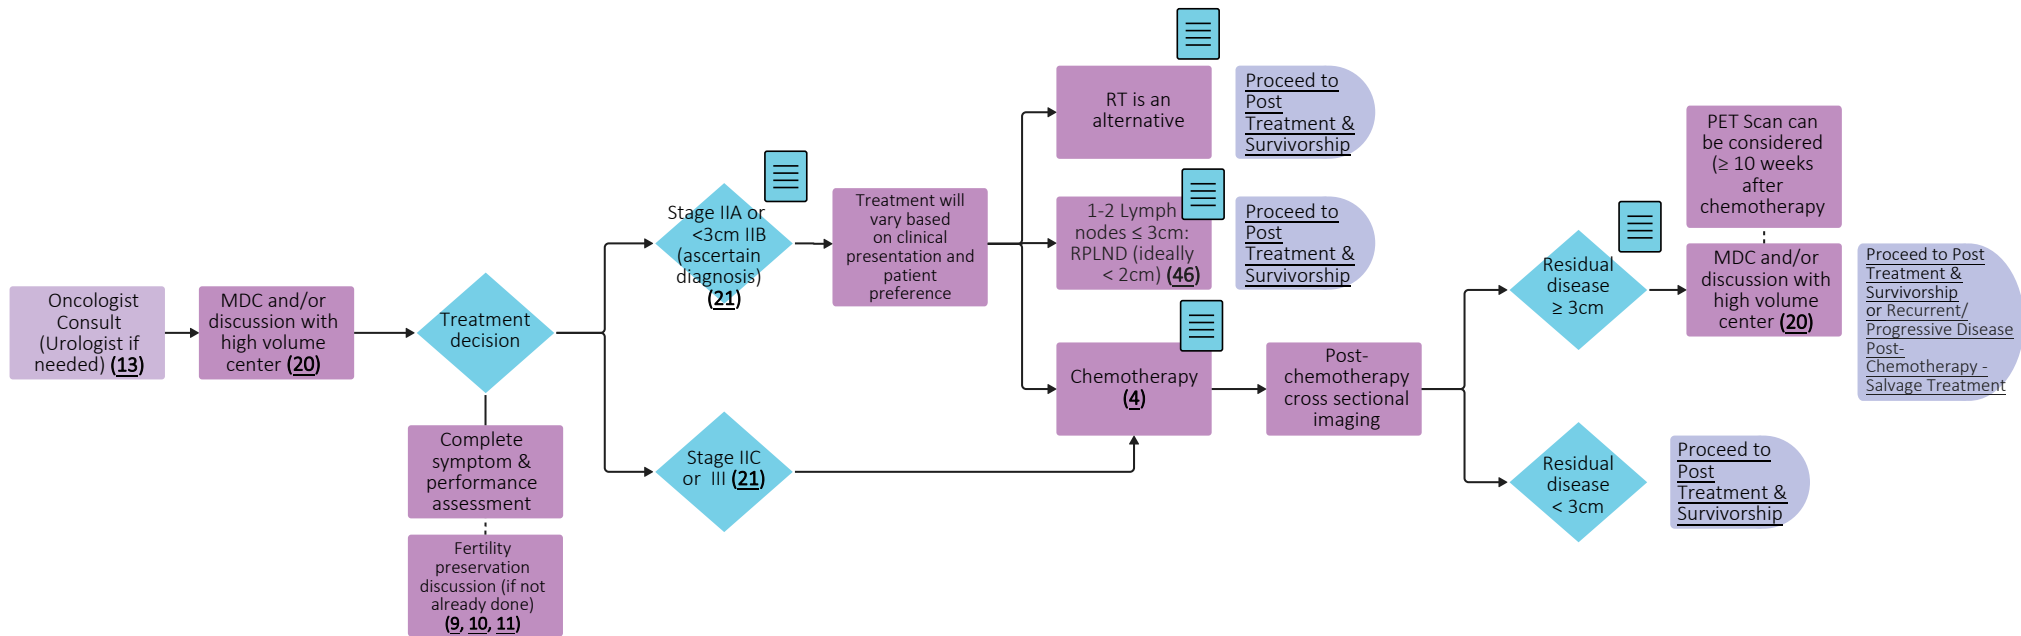 Oncologist
Consult
(Urologist if
needed) (13)
MDC and/or
discussion with
high volume
center (20)
Treatment
decision
Complete
symptom &
performance
assessment
Fertility
preservation
discussion (if not
already done)
(9, 10, 11)
Stage IIA or
<3cm IIB
(ascertain
diagnosis)
(21)
Stage IIC
or III (21)
Treatment will
vary based
on clinical
presentation and
patient
preference
RT is an
alternative
Proceed to
Post
Treatment &
Survivorship
1-2 Lymph
nodes ≤ 3cm:
RPLND (ideally
< 2cm) (46)
Proceed to
Post
Treatment &
Survivorship
Chemotherapy
(4)
Post-
chemotherapy
cross sectional
imaging
Residual
disease
≥ 3cm
PET Scan can
be considered
(≥ 10 weeks
after
chemotherapy
MDC and/or
discussion with
high volume
center (20)
Proceed to Post
Treatment &
Survivorship
or Recurrent/
Progressive Disease
Post-
Chemotherapy -
Salvage Treatment
Residual
disease
< 3cm
Proceed to
Post
Treatment &
Survivorship